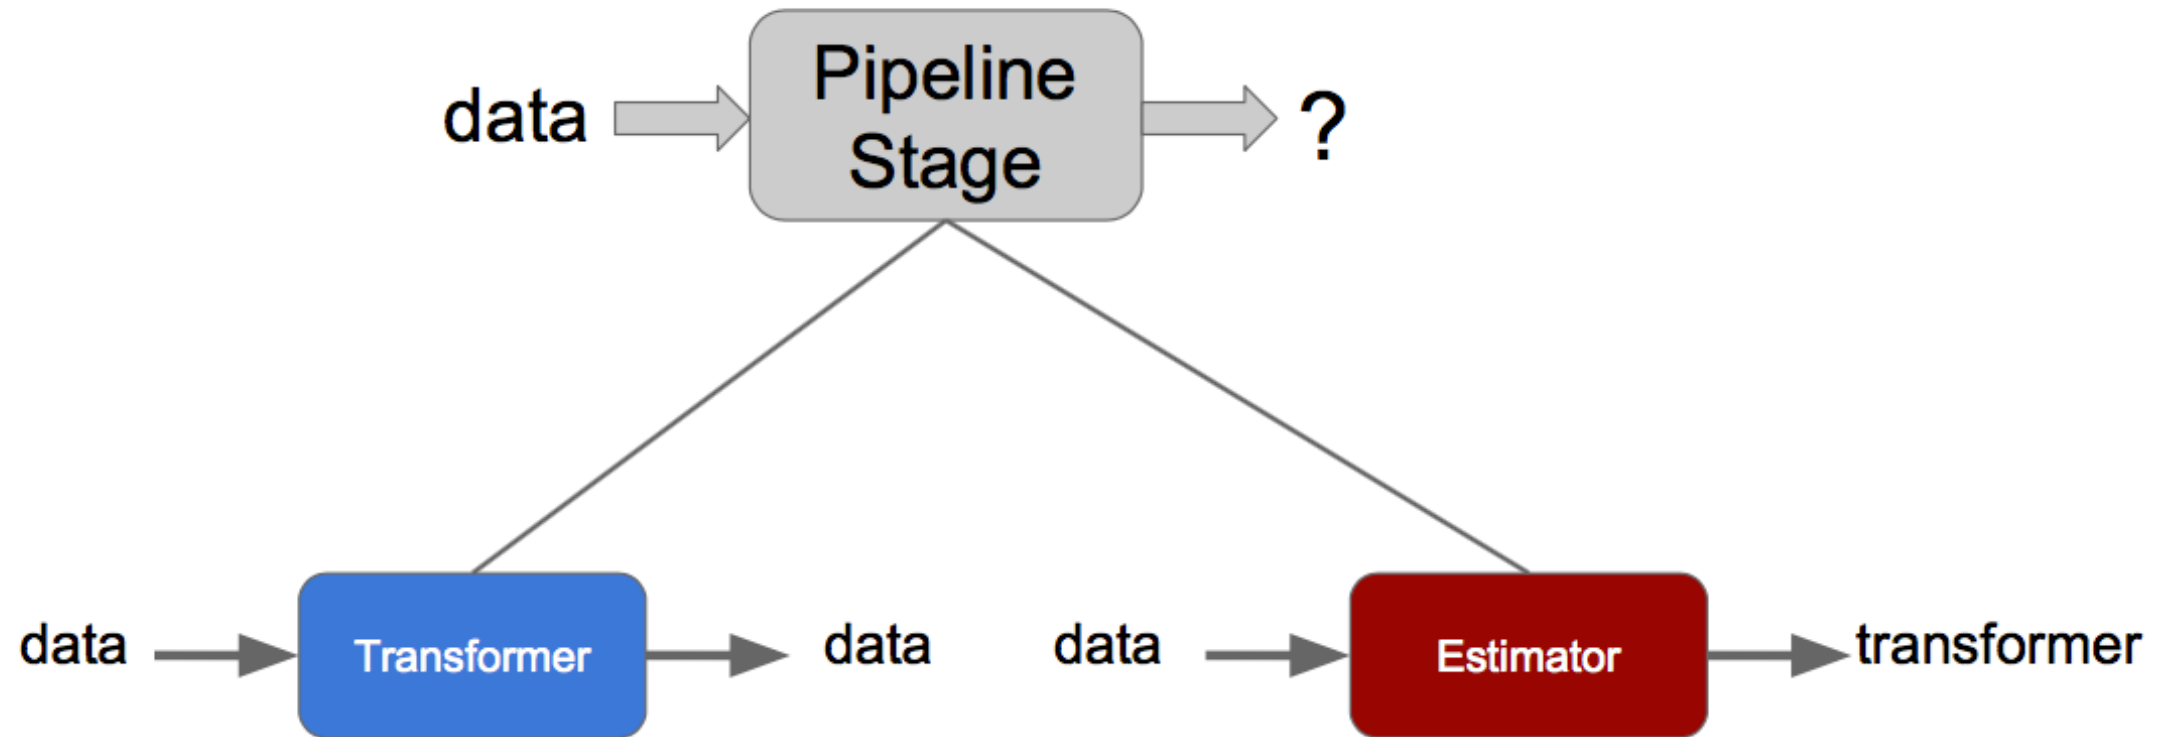 Pipeline
data
?
Stage
data
Transformer
data
data
Estimator
transformer